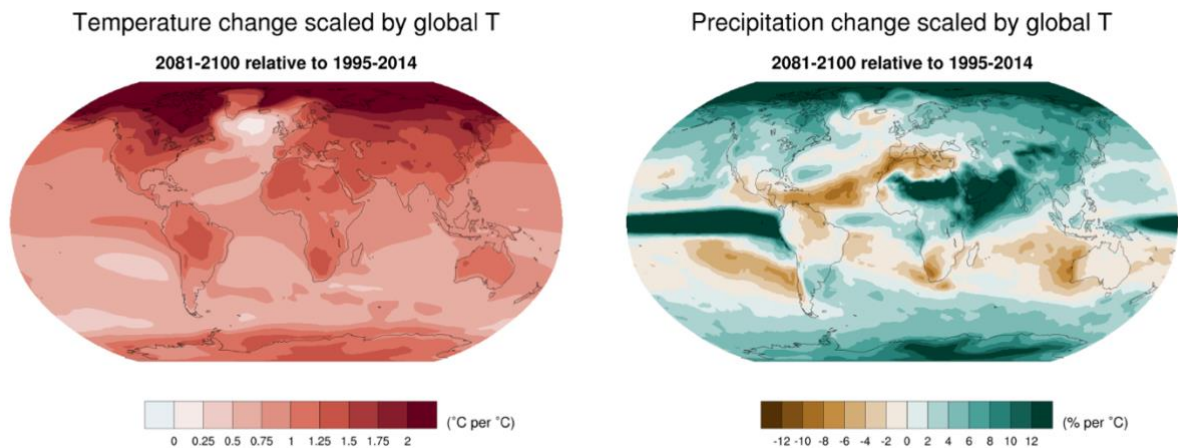 Temperature change scaled by global T
2081-2100 relative to 1995-2014
0 0.25 0.5 0.75 1 1.25 1.5 1.75 2
(˚C per ˚C)
Precipitation change scaled by global T
2081-2100 relative to 1995-2014
-12 -10 -8 -6 -4 -2 0 2 4 6 8 10 12
(% per ˚C)